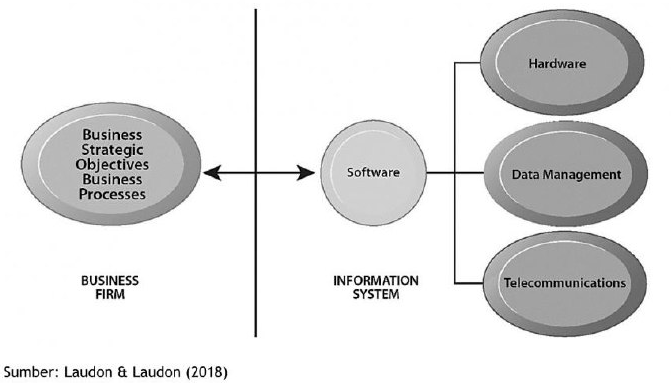 Business
Strategic
Objectives
Business
Processes
BUSINESS
FIRM
Software
INFORMATION
SYSTEM
Hardware
Data Management
Telecommunications
Sumber: Laudon & Laudon (2018)